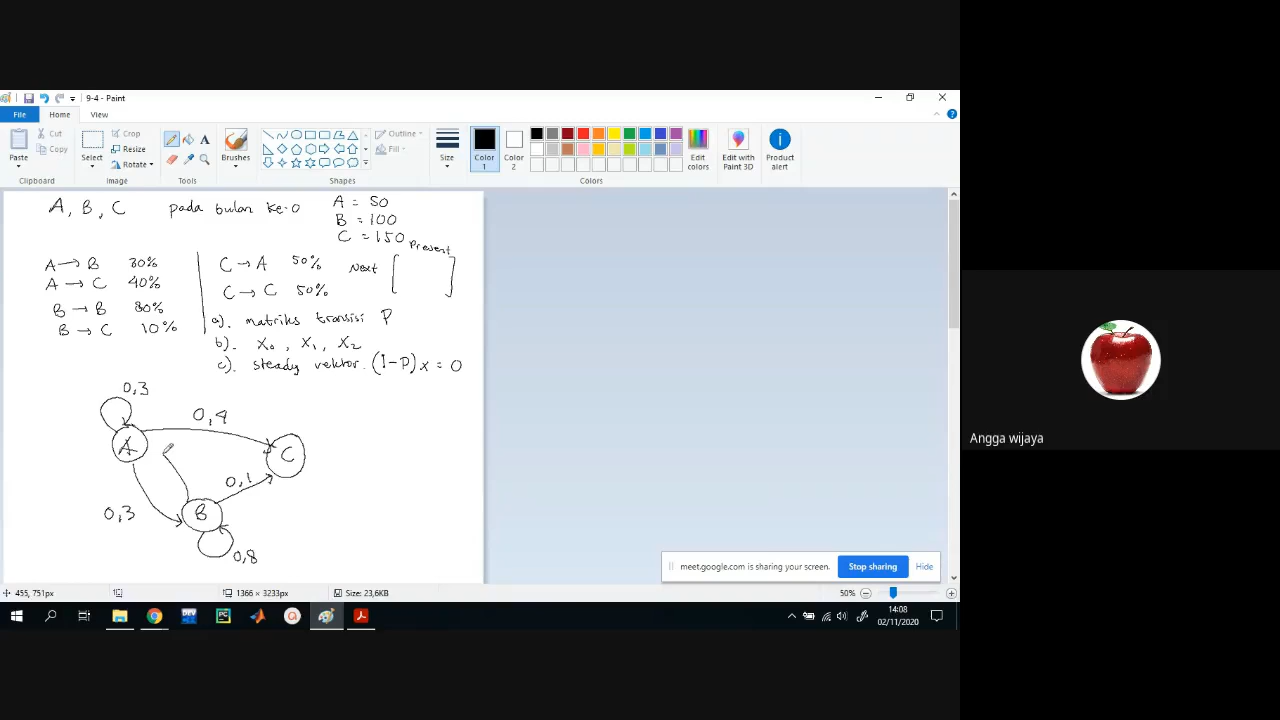 9-4 - Paint
File Home View
Paste
Cut
Copy
Clipboard
Select
Crop
Resize
Rotate
Image
Tools
Brushes
Shapes
Outline
Fill
Size
Color 1
Color 2
Colors
Edit colors
Edit with Paint 3D
Product alert
A, B, C pada bulan ke-0
A = 50
B = 100
C = 150
A → B 30%
A → C 40%
B → B 80%
B → C 10%
C → A 50%
C → C 50%
Present
Next
a). matriks transisi P
b). X0, X1, X2
c). steady vektor. (I-P)x = 0
0,3
0,4
A
C
0,1
0,3
B
0,8
meet.google.com is sharing your screen.
Stop sharing
Hide
455, 751px
1366 × 3233px
Size: 23,6KB
50%
14:08
02/11/2020
Angga wijaya